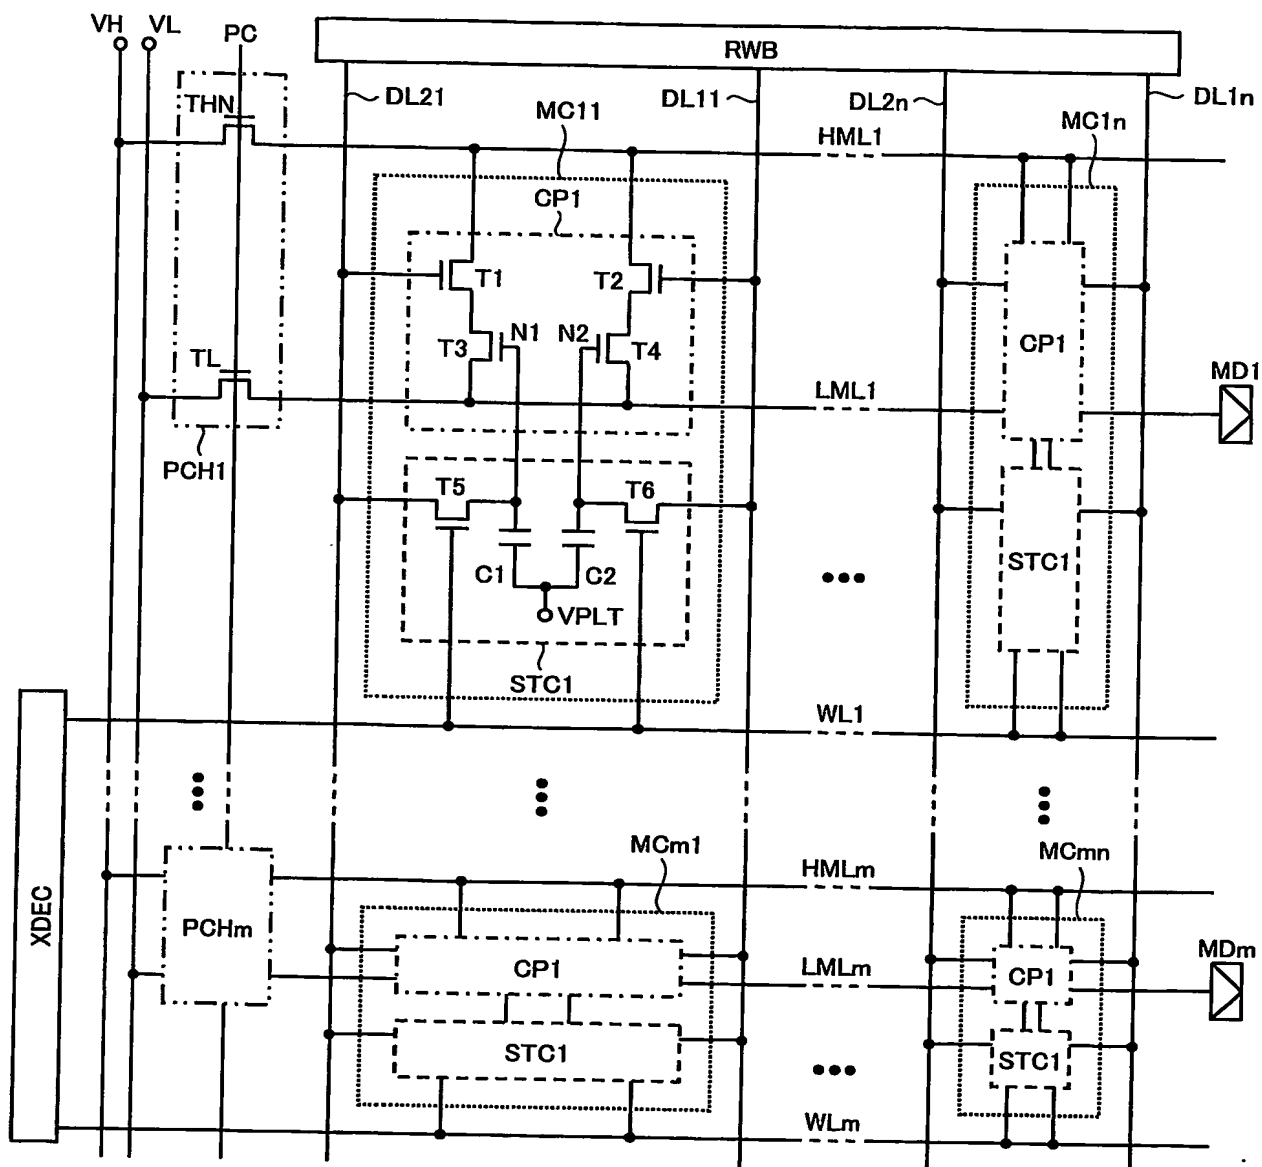 VH VL PC
RWB
THN DL21 DL11 DL2n DL1n
MC11 MC1n
HML1
CP1
T1 T2
N1 N2
T3 T4 CP1
TL MD1
LML1
PCH1
T5 T6
C1 C2 STC1
VPLT
STC1
WL1
MCm1 MCmn
HMLm
XDEC PCHm
CP1 LMLm CP1 MDm
STC1 STC1
WLm